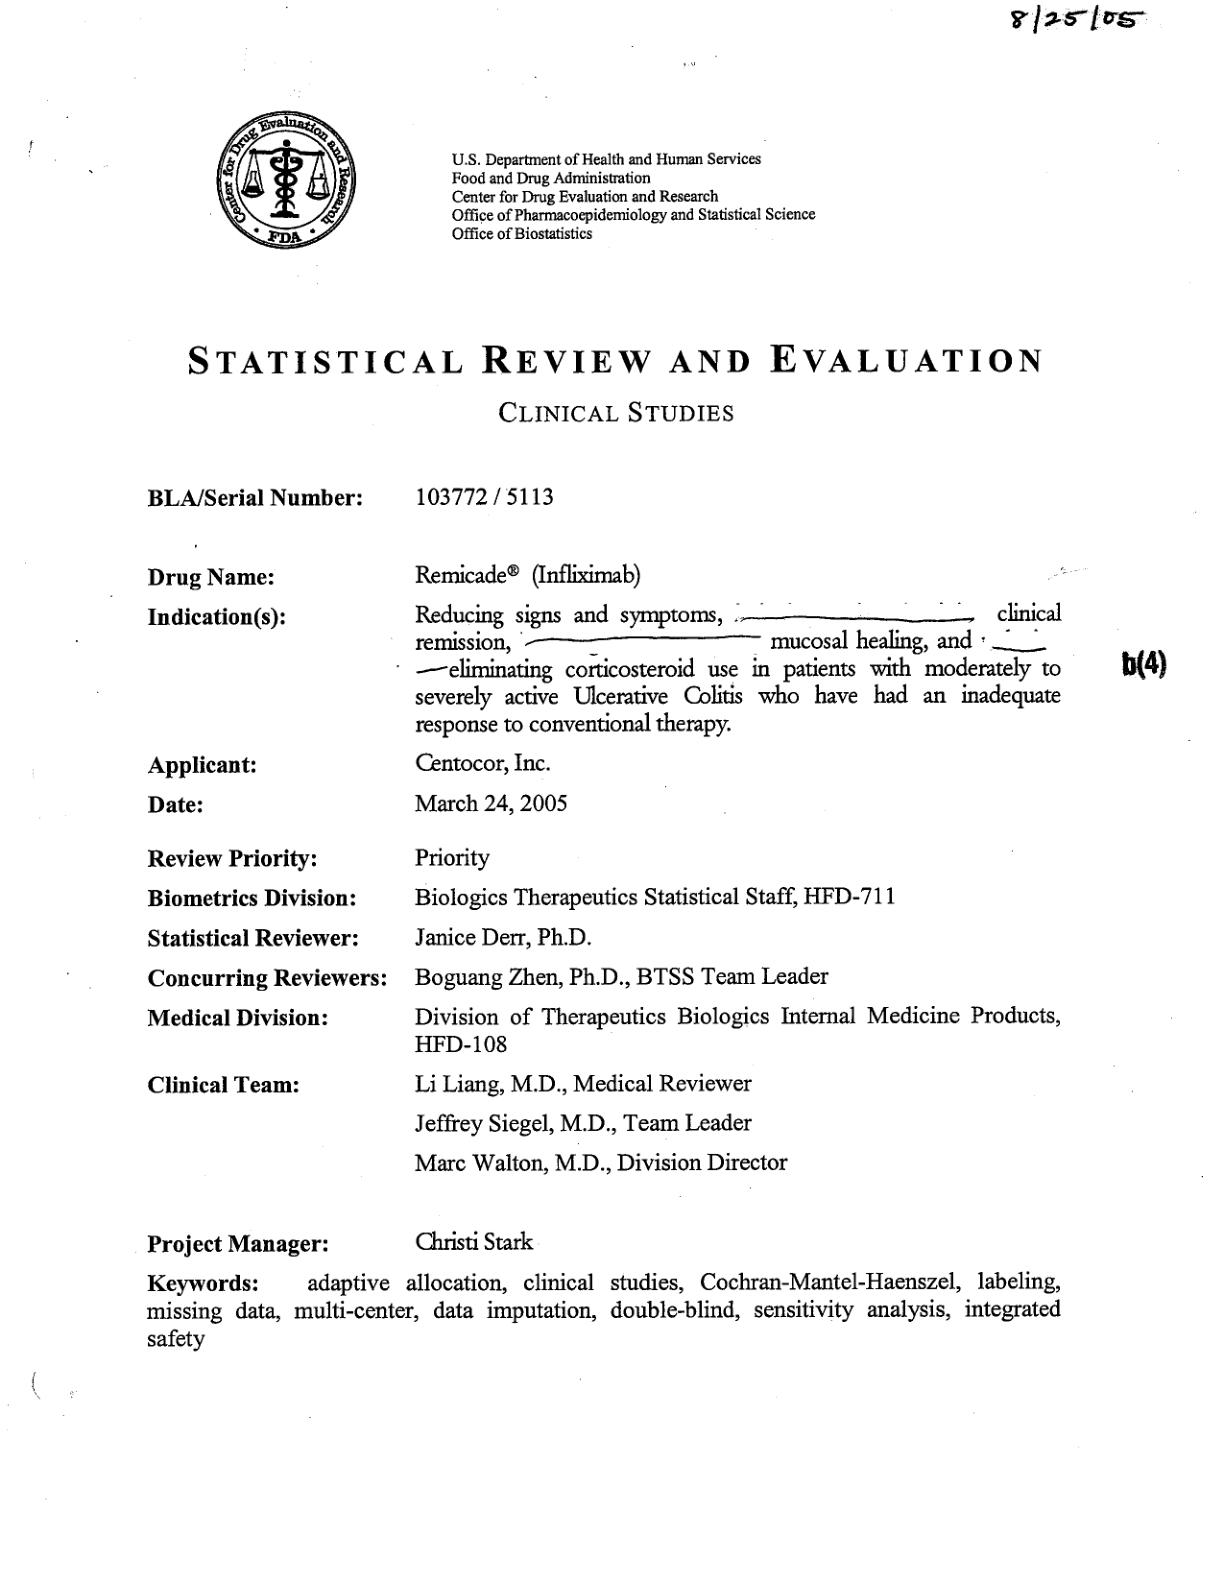 8/25/05
Center for Drug Evaluation and Research
• FDA •
U.S. Department of Health and Human Services
Food and Drug Administration
Center for Drug Evaluation and Research
Office of Pharmacoepidemiology and Statistical Science
Office of Biostatistics
STATISTICAL REVIEW AND EVALUATION
CLINICAL STUDIES
BLA/Serial Number: 103772 / 5113
Drug Name: Remicade® (Infliximab)
Indication(s): Reducing signs and symptoms, clinical
remission, mucosal healing, and
eliminating corticosteroid use in patients with moderately to
b(4)
severely active Ulcerative Colitis who have had an inadequate
response to conventional therapy.
Applicant: Centocor, Inc.
Date: March 24, 2005
Review Priority: Priority
Biometrics Division: Biologics Therapeutics Statistical Staff, HFD-711
Statistical Reviewer: Janice Derr, Ph.D.
Concurring Reviewers: Boguang Zhen, Ph.D., BTSS Team Leader
Medical Division: Division of Therapeutics Biologics Internal Medicine Products,
HFD-108
Clinical Team: Li Liang, M.D., Medical Reviewer
Jeffrey Siegel, M.D., Team Leader
Marc Walton, M.D., Division Director
Project Manager: Christi Stark
Keywords: adaptive allocation, clinical studies, Cochran-Mantel-Haenszel, labeling,
missing data, multi-center, data imputation, double-blind, sensitivity analysis, integrated
safety